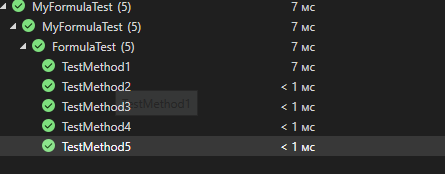 MyFormulaTest (5) 7 мс
MyFormulaTest (5) 7 мс
FormulaTest (5) 7 мс
TestMethod1 7 мс
TestMethod2 < 1 мс
TestMethod1
TestMethod3 < 1 мс
TestMethod4 < 1 мс
TestMethod5 < 1 мс